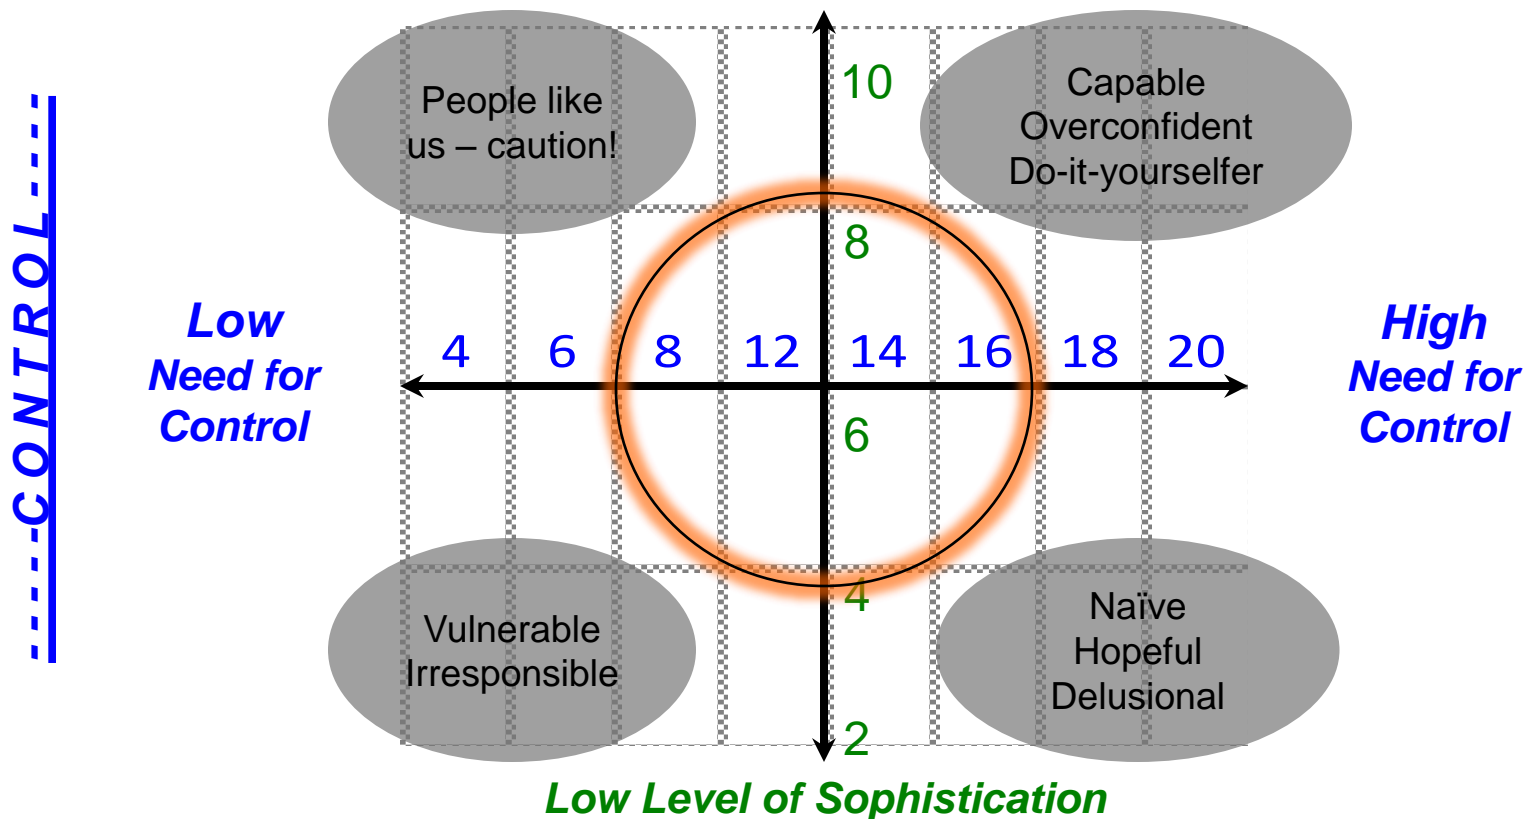 People like
us – caution!
10
Capable
Overconfident
Do-it-yourselfer
CONTROL
8
Low
Need for
Control
4 6 8 12 14 16 18 20
High
Need for
Control
6
4
Vulnerable
Irresponsible
Naïve
Hopeful
Delusional
2
Low Level of Sophistication